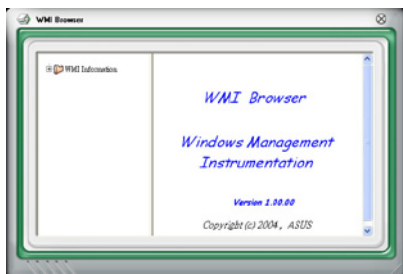 WMI Browser
WMI Information
WMI Browser
Windows Management
Instrumentation
Version 1.00.00
Copyright (c) 2004, ASUS